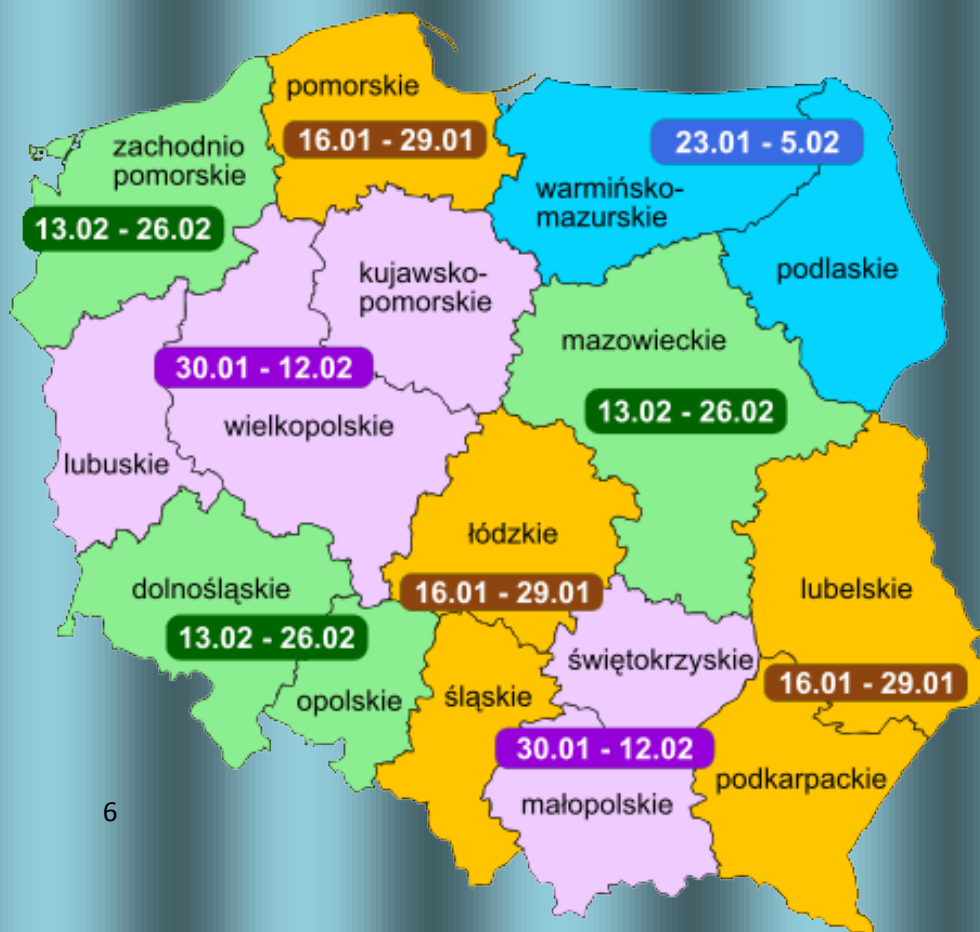 pomorskie
16.01 - 29.01
zachodnio
pomorskie
13.02 - 26.02
23.01 - 5.02
warmińsko-
mazurskie
podlaskie
kujawsko-
pomorskie
mazowieckie
13.02 - 26.02
30.01 - 12.02
wielkopolskie
lubuskie
łódzkie
16.01 - 29.01
lubelskie
dolnośląskie
13.02 - 26.02
opolskie
śląskie
świętokrzyskie
16.01 - 29.01
30.01 - 12.02
małopolskie
podkarpackie
6